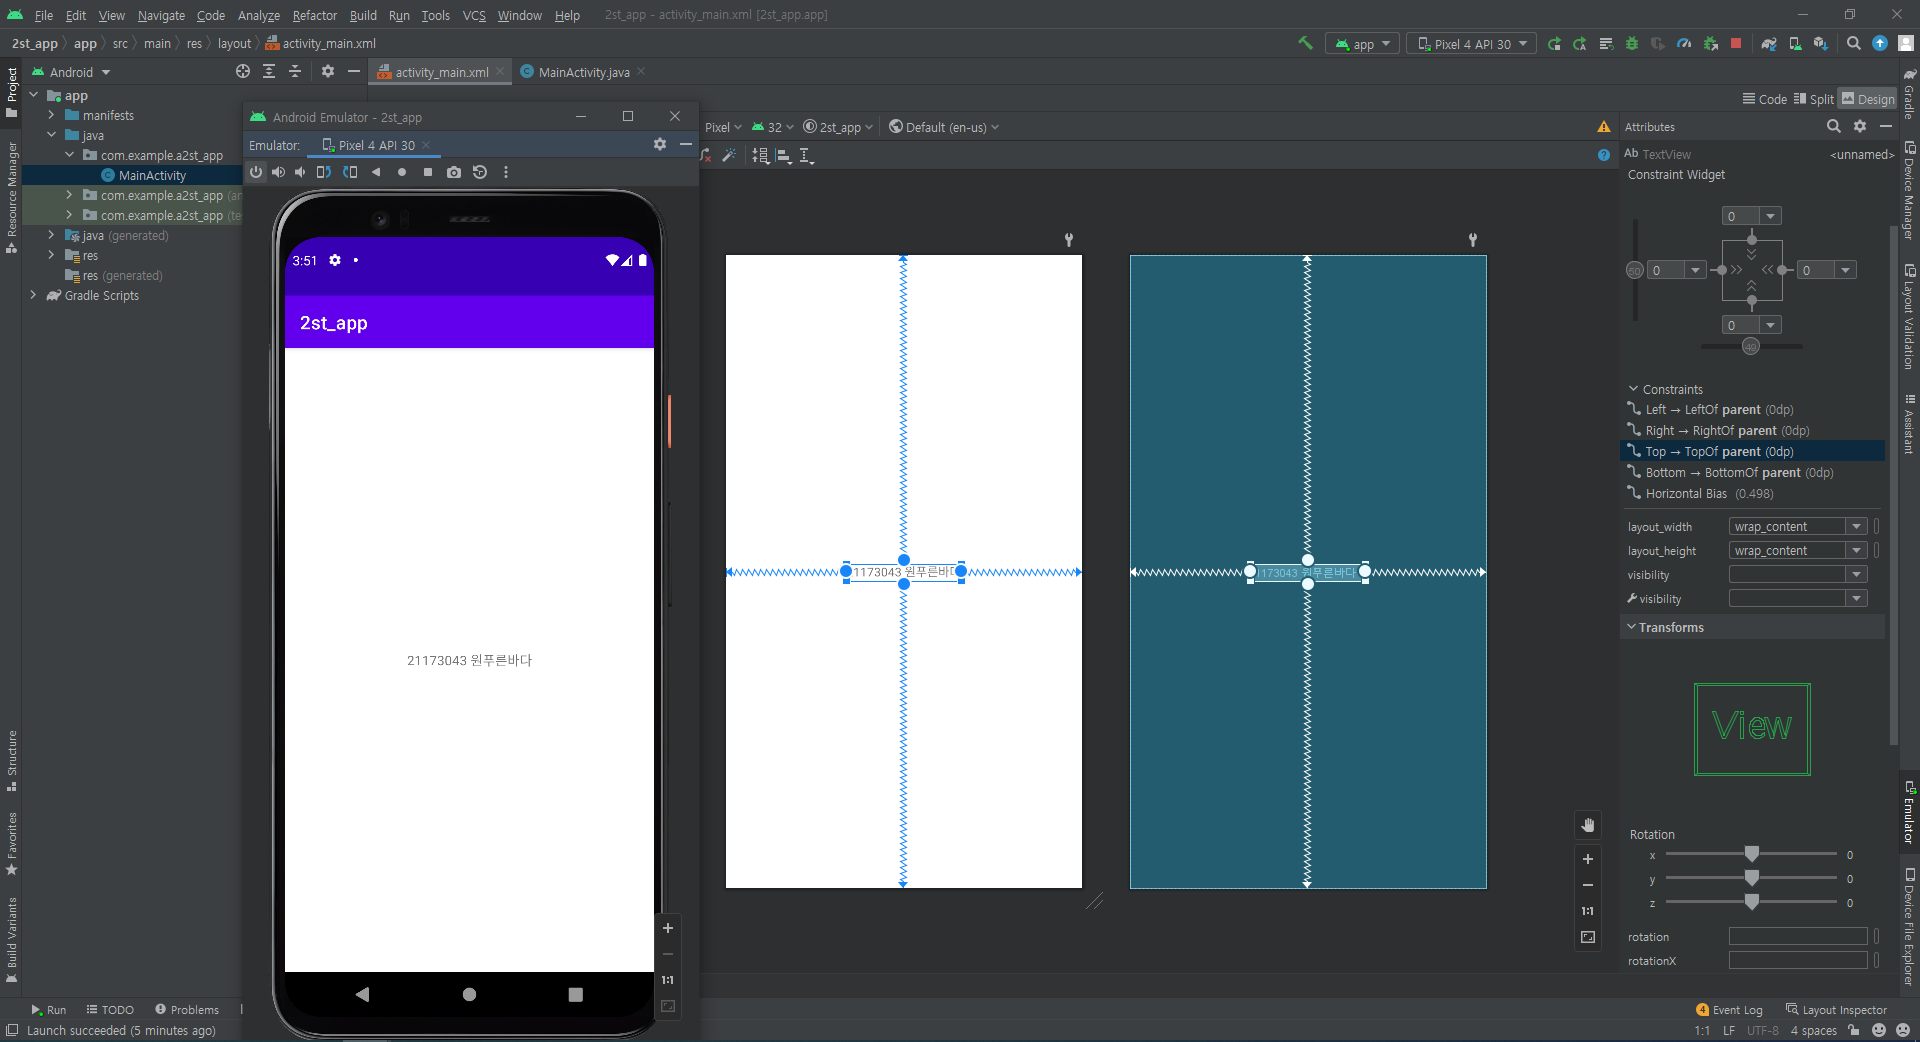 File Edit View Navigate Code Analyze Refactor Build Run Tools VCS Window Help 2st_app - activity_main.xml [2st_app.app]
2st_app app src main res layout activity_main.xml
app Pixel 4 API 30
Android
activity_main.xml MainActivity.java
Project
Resource Manager
Structure
Favorites
Build Variants
app
manifests
java
com.example.a2st_app
MainActivity
com.example.a2st_app
com.example.a2st_app
java (generated)
res
res (generated)
Gradle Scripts
Android Emulator - 2st_app
Emulator: Pixel 4 API 30
3:51
2st_app
21173043 원푸른바다
1:1
Code Split Design
Pixel 32 2st_app Default (en-us)
1173043 원푸른바다
173043 원푸른바다
1:1
Attributes
Ab TextView <unnamed>
Constraint Widget
0
50 0 0
0
49
Constraints
Left → LeftOf parent (0dp)
Right → RightOf parent (0dp)
Top → TopOf parent (0dp)
Bottom → BottomOf parent (0dp)
Horizontal Bias (0.498)
layout_width wrap_content
layout_height wrap_content
visibility
visibility
Transforms
View
Rotation
x 0
y 0
z 0
rotation
rotationX
Gradle
Device Manager
Layout Validation
Assistant
Emulator
Device File Explorer
Run TODO Problems
4 Event Log Layout Inspector
Launch succeeded (5 minutes ago)
1:1 LF UTF-8 4 spaces